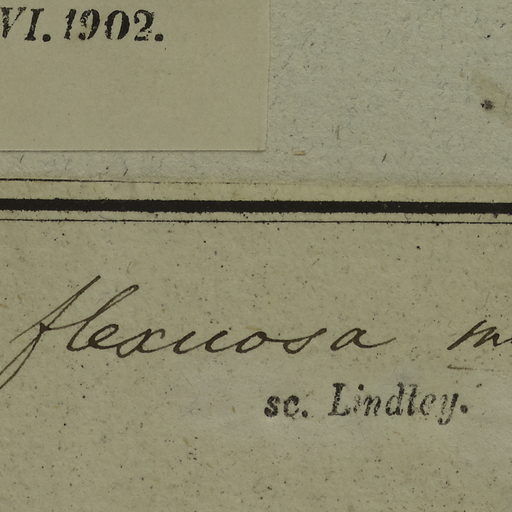 VI. 1902.
flexuosa
sc. Lindley.